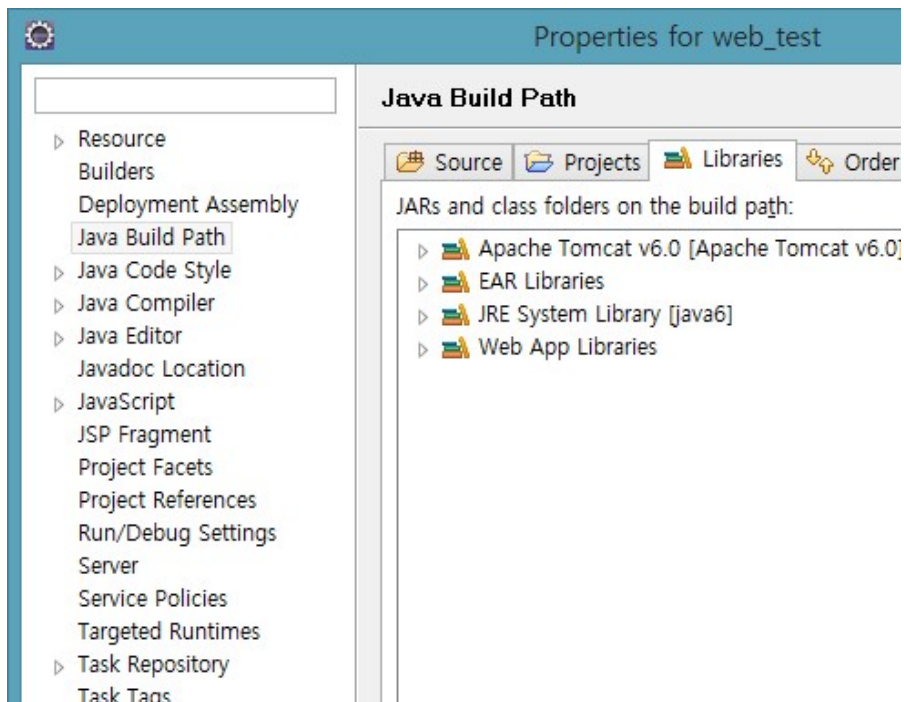 Properties for web_test
Resource
Builders
Deployment Assembly
Java Build Path
Java Code Style
Java Compiler
Java Editor
Javadoc Location
JavaScript
JSP Fragment
Project Facets
Project References
Run/Debug Settings
Server
Service Policies
Targeted Runtimes
Task Repository
Task Tags
Java Build Path
Source Projects Libraries Order
JARs and class folders on the build path:
Apache Tomcat v6.0 [Apache Tomcat v6.0]
EAR Libraries
JRE System Library [java6]
Web App Libraries